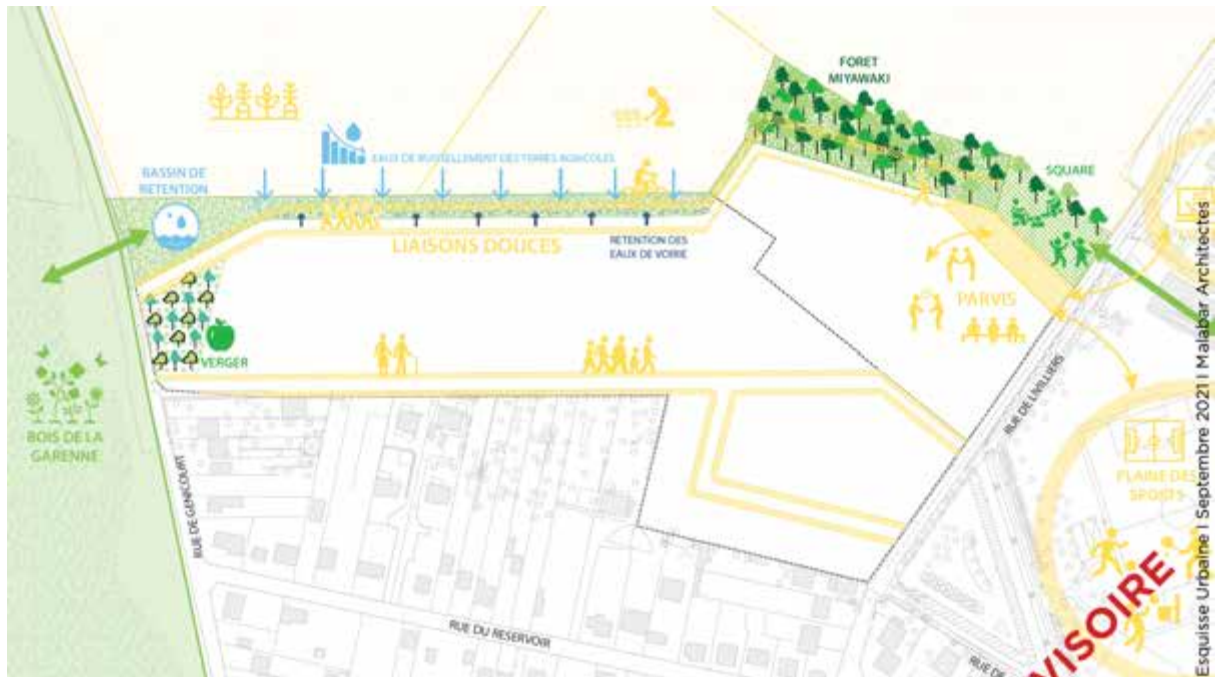 FORET
MIYAWAKI
EAUX DE RUISSELLEMENT DES TERRES AGRICOLES
BASSIN DE
RETENTION
SQUARE
LIAISONS DOUCES
RETENTION DES
EAUX DE VOIRIE
PARVIS
VERGER
BOIS DE LA
GARENNE
RUE DE GENICOURT
RUE DE LIVILLIERS
PLAINE DES
SPORTS
RUE DU RESERVOIR
RUE DE
VISOIRE
Esquisse Urbaine I Septembre 2021 I Malabar Architectes